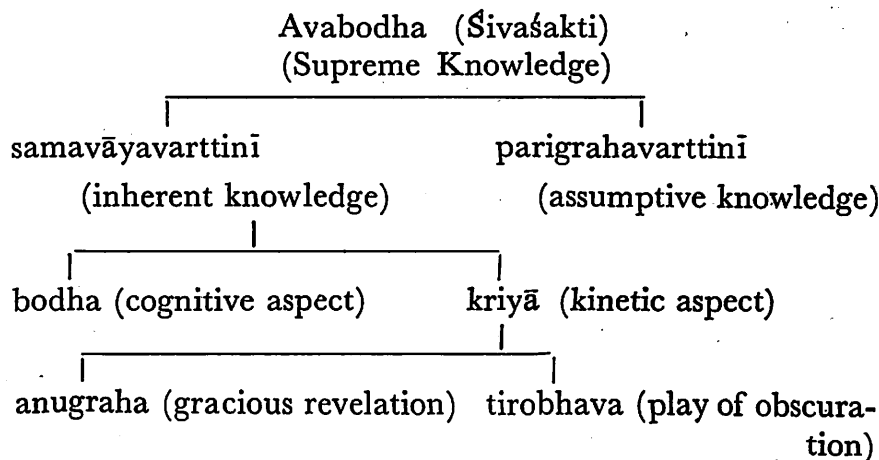 Avabodha (Śivaśakti)
(Supreme Knowledge)
samavāyavarttinī parigrahavarttinī
(inherent knowledge) (assumptive knowledge)
bodha (cognitive aspect) kriyā (kinetic aspect)
anugraha (gracious revelation) tirobhava (play of obscura-
tion)